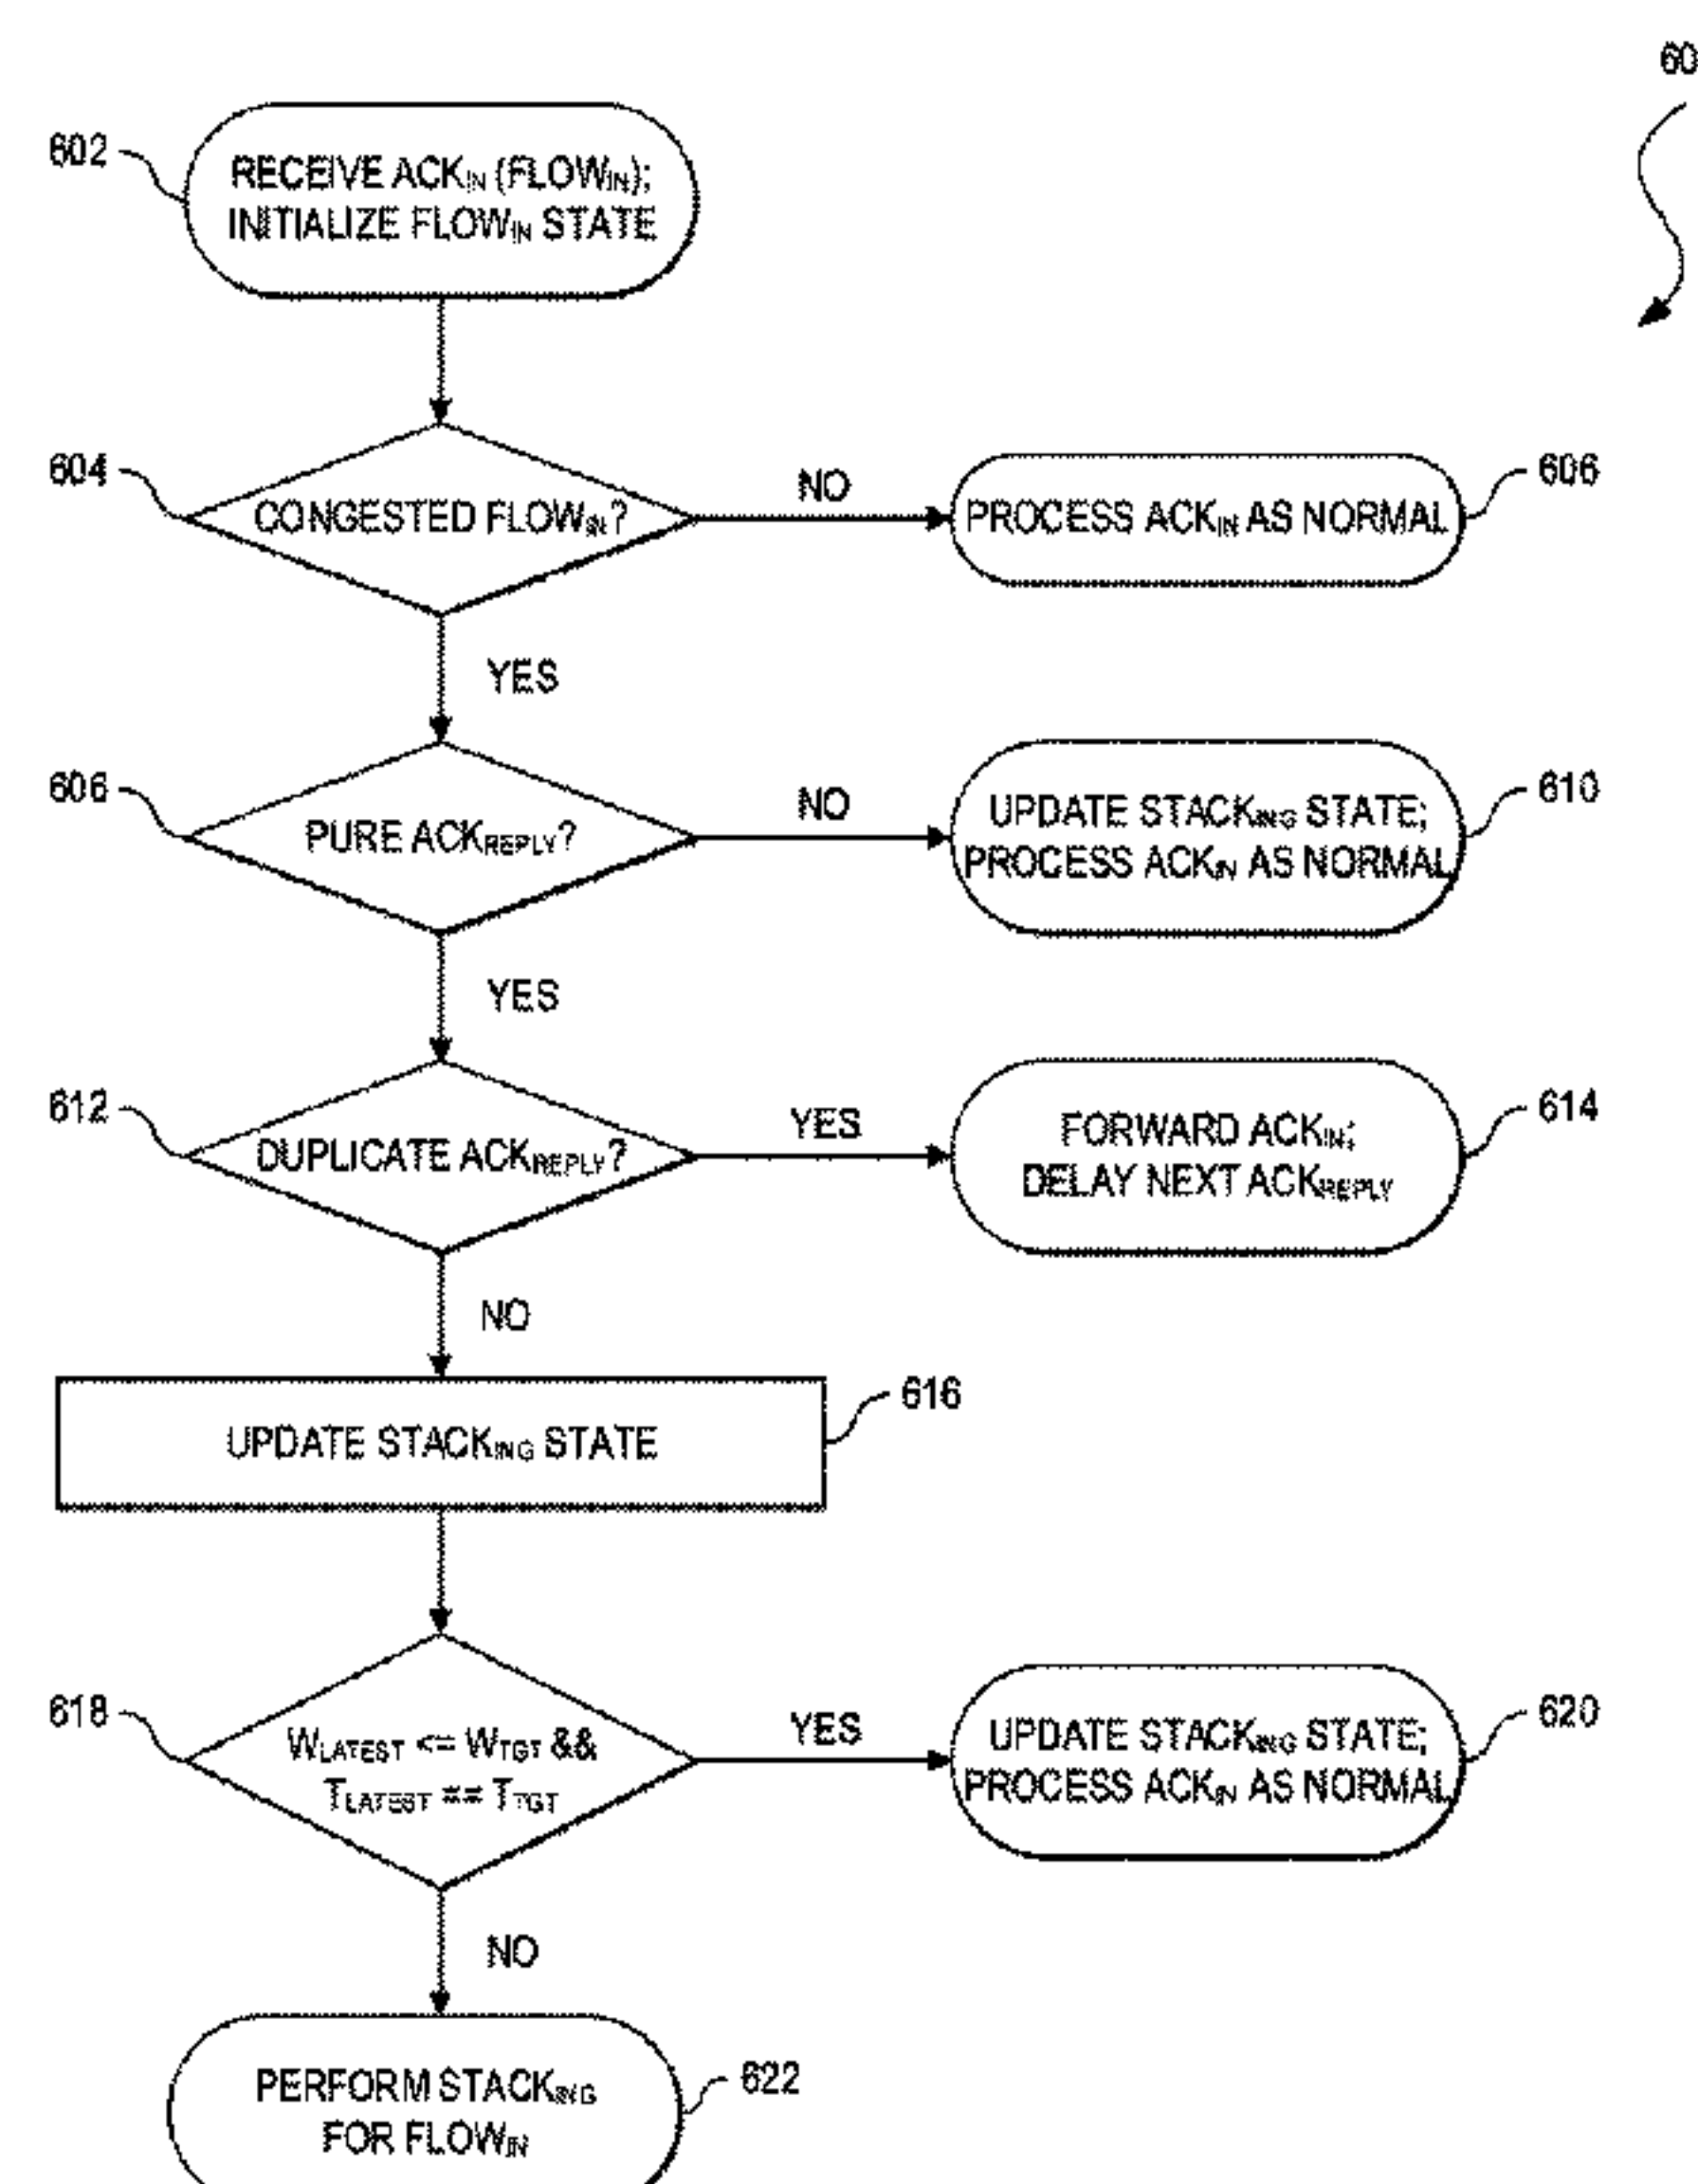 60
602
RECEIVE ACKIN (FLOWIN);
INITIALIZE FLOWIN STATE
604
CONGESTED FLOWIN?
NO
PROCESS ACKIN AS NORMAL
606
YES
606
PURE ACKREPLY?
NO
UPDATE STACKING STATE;
PROCESS ACKIN AS NORMAL
610
YES
612
DUPLICATE ACKREPLY?
YES
FORWARD ACKIN;
DELAY NEXT ACKREPLY
614
NO
UPDATE STACKING STATE
616
618
WLATEST <= WTGT &&
TLATEST == TTGT
YES
UPDATE STACKING STATE;
PROCESS ACKIN AS NORMAL
620
NO
PERFORM STACKING
FOR FLOWIN
622